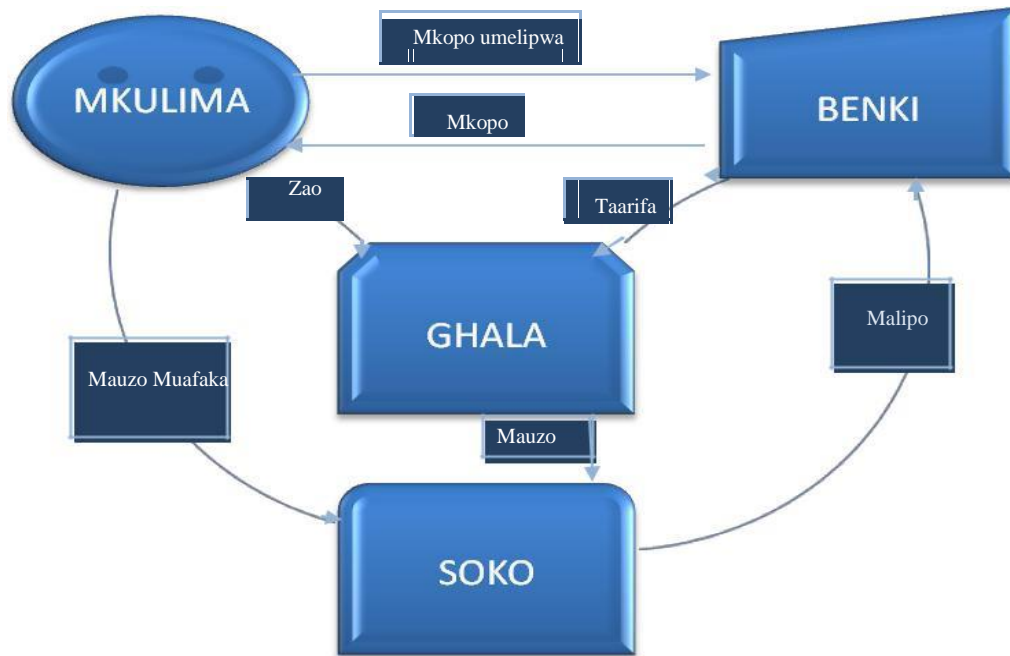 Mkopo umelipwa
MKULIMA
BENKI
Mkopo
Zao
Taarifa
GHALA
Malipo
Mauzo Muafaka
Mauzo
SOKO